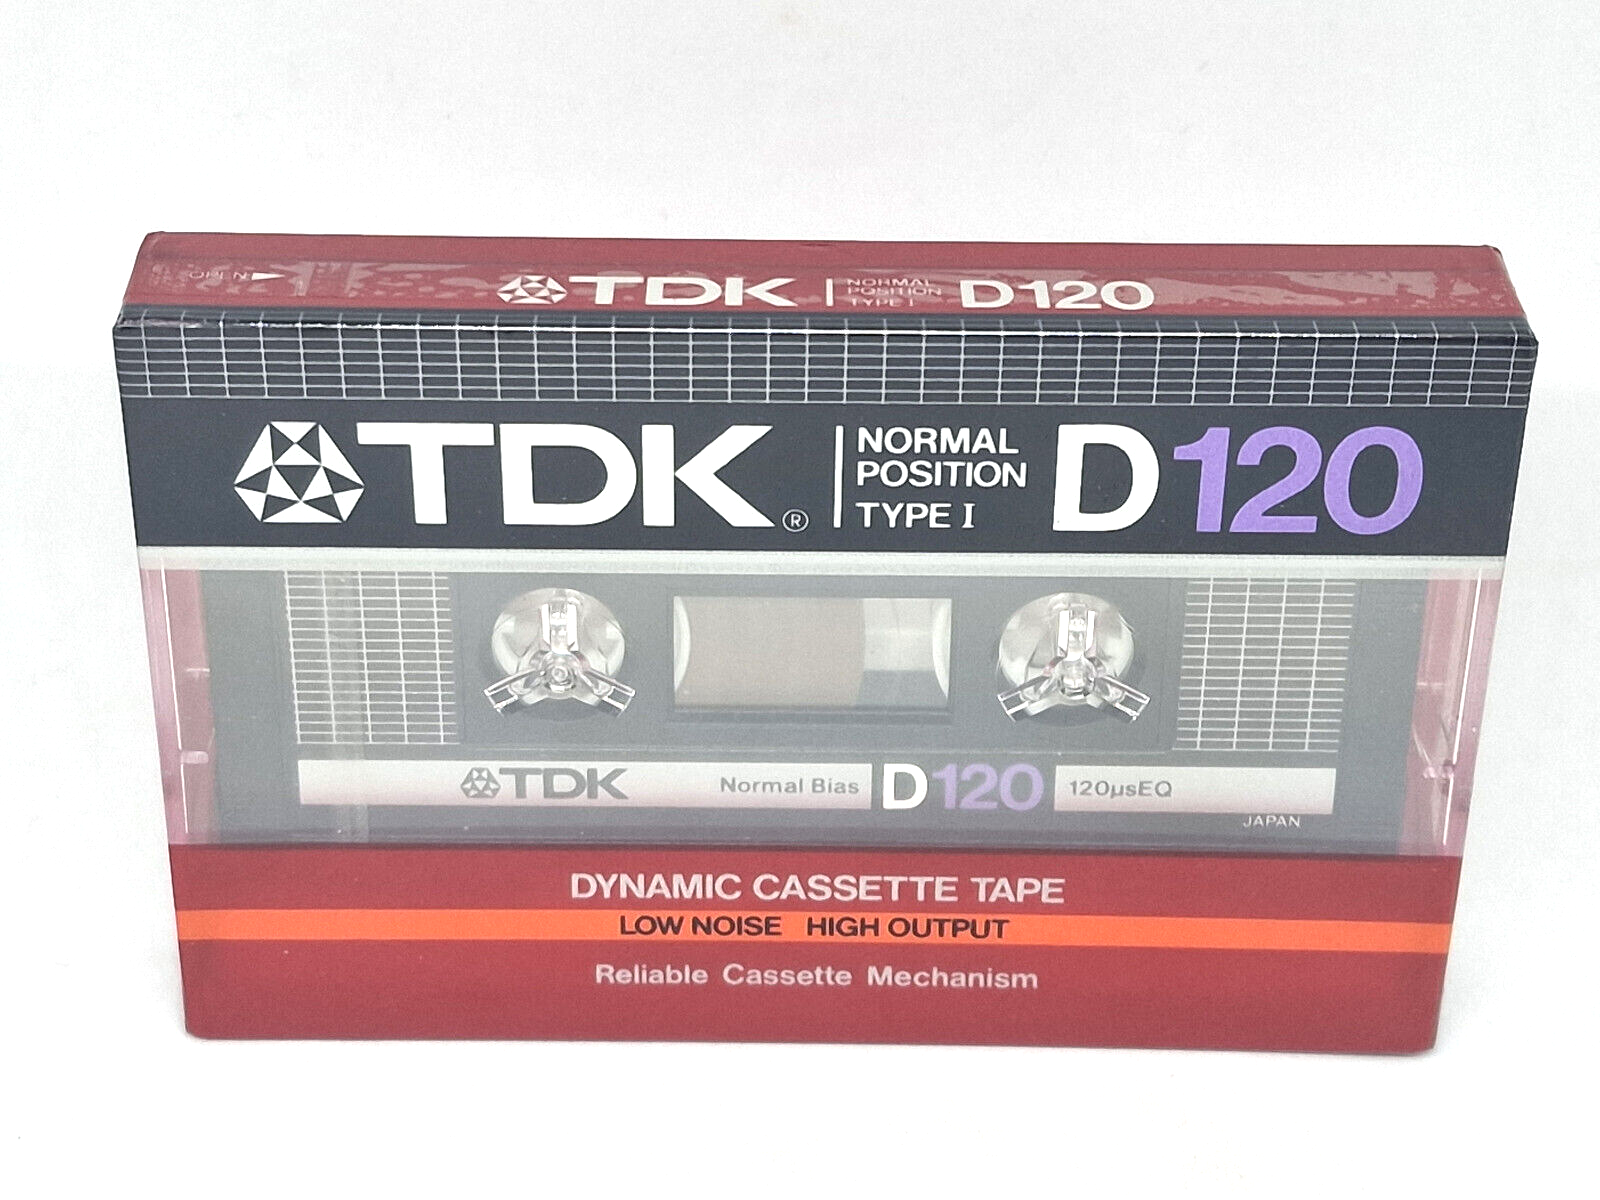 OPEN
TDK NORMAL POSITION TYPE I D120
TDK® NORMAL POSITION TYPE I D120
TDK Normal Bias D120 120µsEQ
JAPAN
DYNAMIC CASSETTE TAPE
LOW NOISE HIGH OUTPUT
Reliable Cassette Mechanism